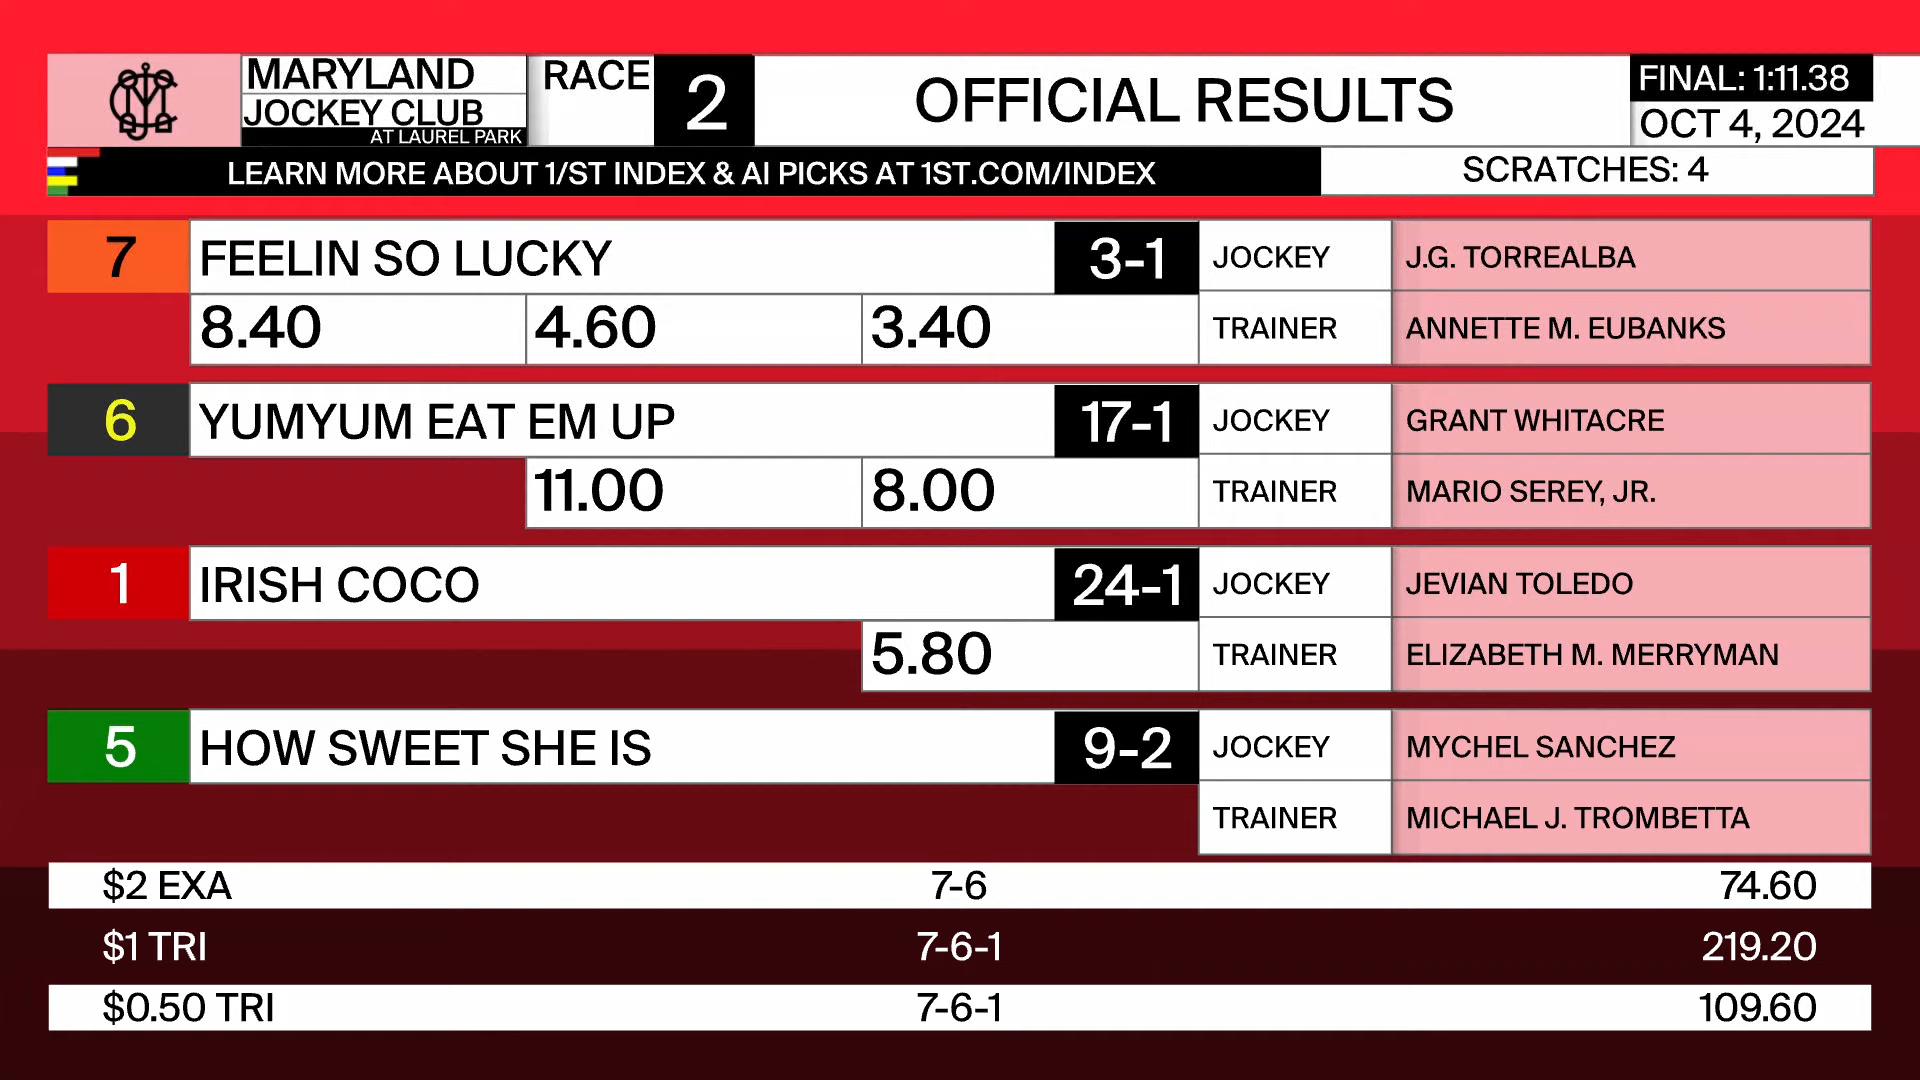 MARYLAND
JOCKEY CLUB
AT LAUREL PARK
RACE 2
OFFICIAL RESULTS
FINAL: 1:11.38
OCT 4, 2024
LEARN MORE ABOUT 1/ST INDEX & AI PICKS AT 1ST.COM/INDEX
SCRATCHES: 4
7 FEELIN SO LUCKY 3-1 JOCKEY J.G. TORREALBA
8.40 4.60 3.40 TRAINER ANNETTE M. EUBANKS
6 YUMYUM EAT EM UP 17-1 JOCKEY GRANT WHITACRE
11.00 8.00 TRAINER MARIO SEREY, JR.
1 IRISH COCO 24-1 JOCKEY JEVIAN TOLEDO
5.80 TRAINER ELIZABETH M. MERRYMAN
5 HOW SWEET SHE IS 9-2 JOCKEY MYCHEL SANCHEZ
TRAINER MICHAEL J. TROMBETTA
$2 EXA 7-6 74.60
$1 TRI 7-6-1 219.20
$0.50 TRI 7-6-1 109.60